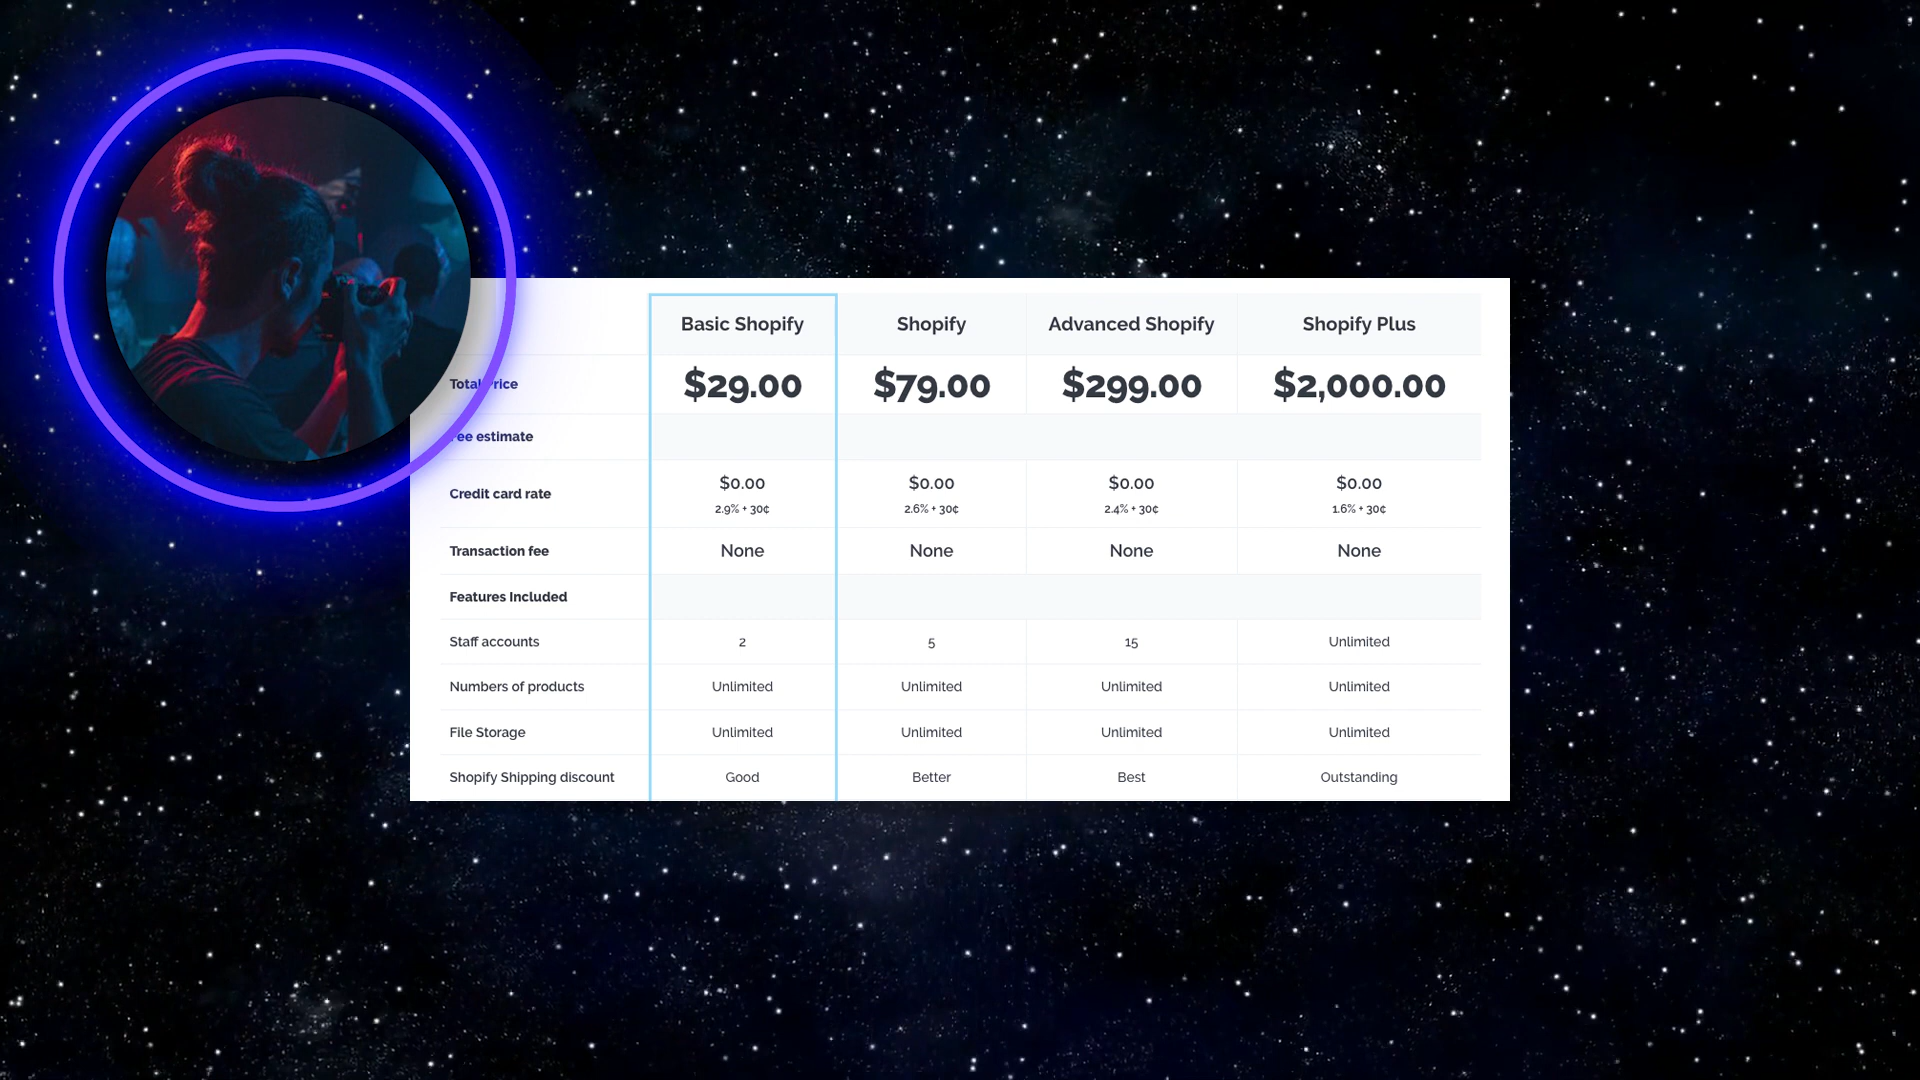 Basic Shopify Shopify Advanced Shopify Shopify Plus
Total Price $29.00 $79.00 $299.00 $2,000.00
Fee estimate
Credit card rate $0.00 $0.00 $0.00 $0.00
2.9% + 30¢ 2.6% + 30¢ 2.4% + 30¢ 1.6% + 30¢
Transaction fee None None None None
Features Included
Staff accounts 2 5 15 Unlimited
Numbers of products Unlimited Unlimited Unlimited Unlimited
File Storage Unlimited Unlimited Unlimited Unlimited
Shopify Shipping discount Good Better Best Outstanding